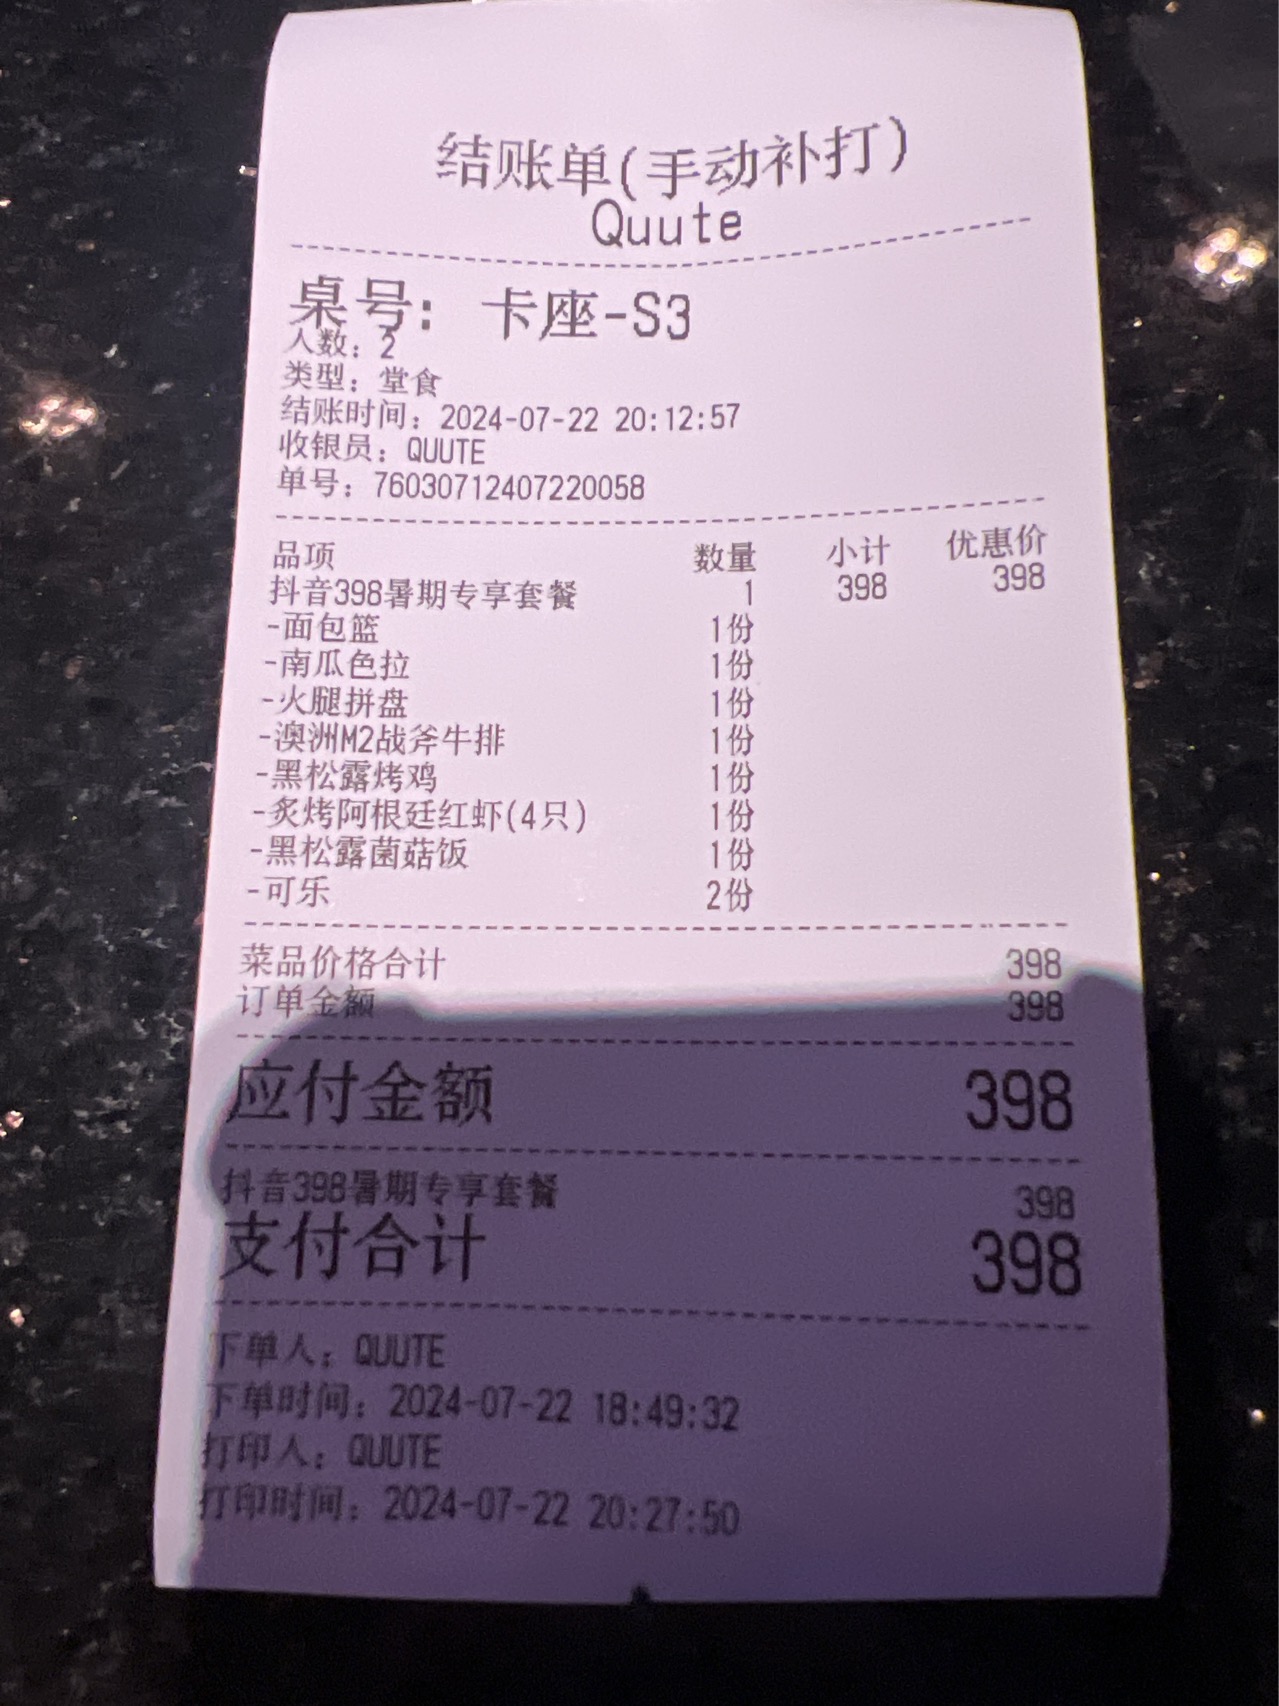 结账单(手动补打)
Quute
桌号: 卡座-S3
人数: 2
类型: 堂食
结账时间: 2024-07-22 20:12:57
收银员: QUUTE
单号: 76030712407220058
品项 数量 小计 优惠价
抖音398暑期专享套餐 1 398 398
-面包篮 1份
-南瓜色拉 1份
-火腿拼盘 1份
-澳洲M2战斧牛排 1份
-黑松露烤鸡 1份
-炙烤阿根廷红虾(4只) 1份
-黑松露菌菇饭 1份
-可乐 2份
菜品价格合计 398
订单金额 398
应付金额 398
抖音398暑期专享套餐 398
支付合计 398
下单人: QUUTE
下单时间: 2024-07-22 18:49:32
打印人: QUUTE
打印时间: 2024-07-22 20:27:50